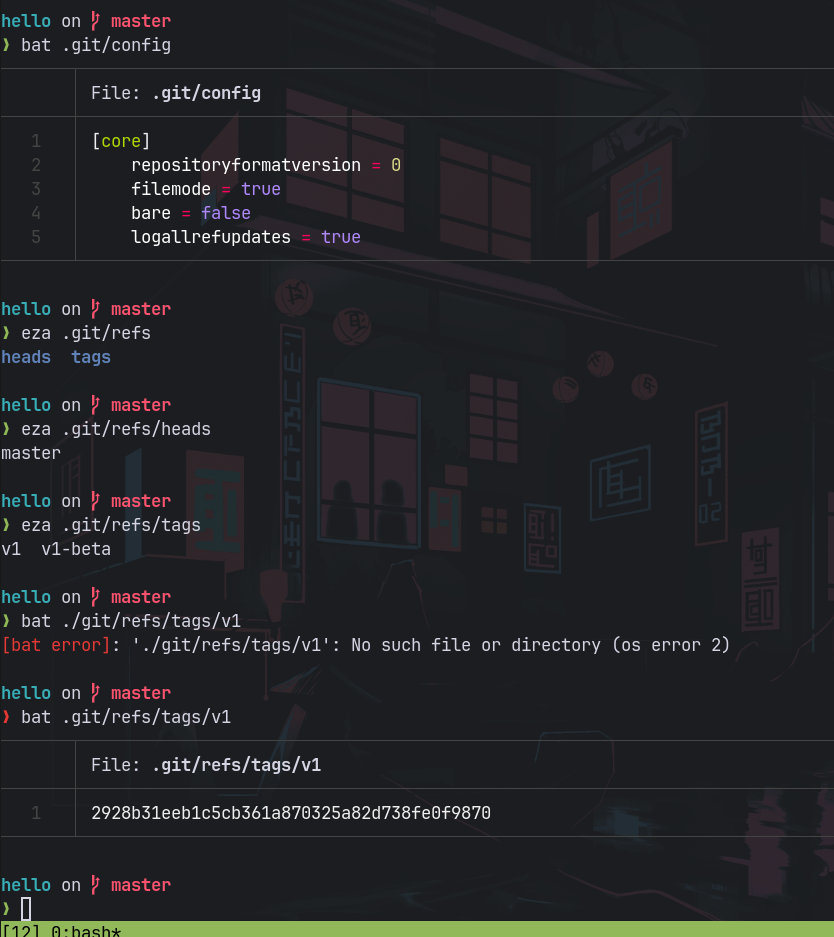 hello on master
❯ bat .git/config
File: .git/config
1 [core]
2 repositoryformatversion = 0
3 filemode = true
4 bare = false
5 logallrefupdates = true
hello on master
❯ eza .git/refs
heads  tags
hello on master
❯ eza .git/refs/heads
master
hello on master
❯ eza .git/refs/tags
v1  v1-beta
hello on master
❯ bat ./git/refs/tags/v1
[bat error]: './git/refs/tags/v1': No such file or directory (os error 2)
hello on master
❯ bat .git/refs/tags/v1
File: .git/refs/tags/v1
1 2928b31eeb1c5cb361a870325a82d738fe0f9870
hello on master
❯
[12] 0:bash*